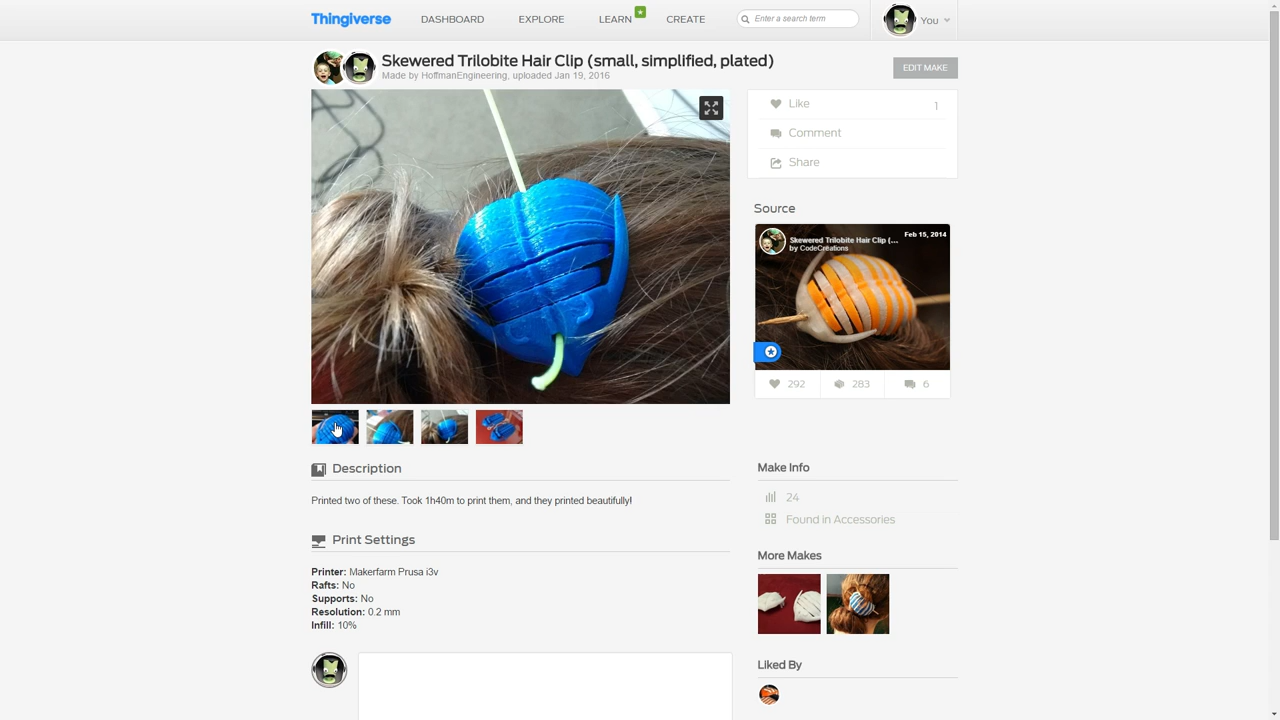 Thingiverse
DASHBOARD
EXPLORE
LEARN
CREATE
Enter a search term
You
Skewered Trilobite Hair Clip (small, simplified, plated)
Made by HoffmanEngineering, uploaded Jan 19, 2016
EDIT MAKE
Like 1
Comment
Share
Source
Feb 15, 2014
Skewered Trilobite Hair Clip (...
by CodeCreations
292 283 6
Description
Printed two of these. Took 1h40m to print them, and they printed beautifully!
Print Settings
Printer: Makerfarm Prusa i3v
Rafts: No
Supports: No
Resolution: 0.2 mm
Infill: 10%
Make Info
24
Found in Accessories
More Makes
Liked By